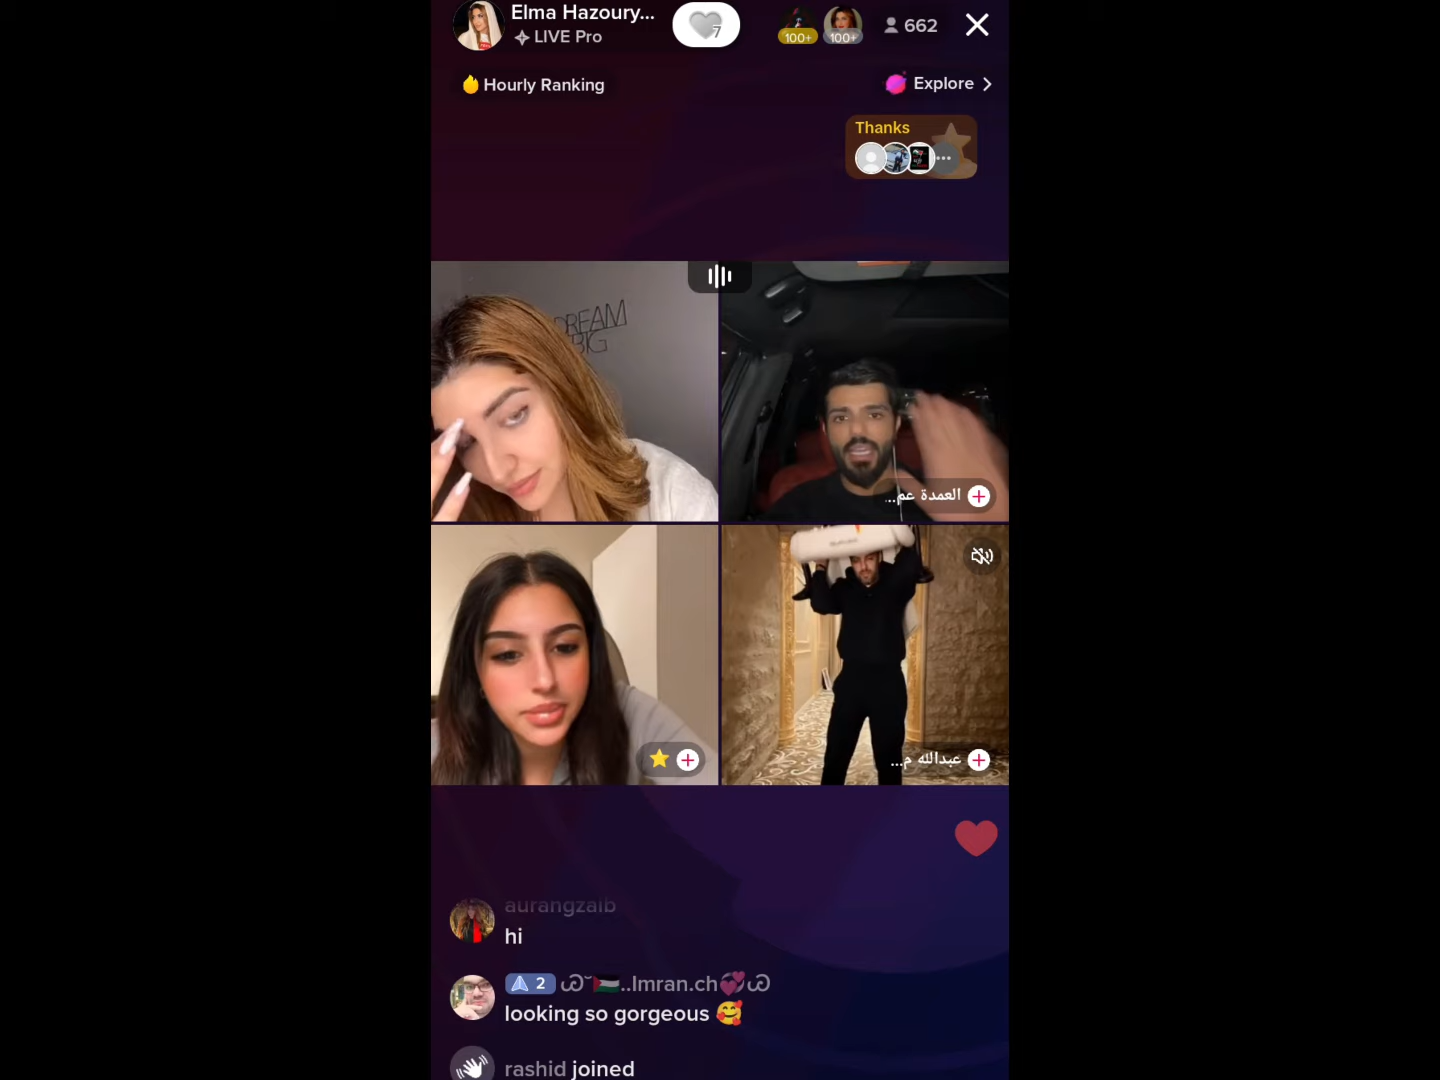 Elma Hazoury...
LIVE Pro
7
100+
100+
662
Hourly Ranking
Explore
Thanks
DREAM
BIG
العمدة عم...
عبدالله م...
aurangzaib
hi
2 ..Imran.ch
looking so gorgeous 🥰
rashid joined